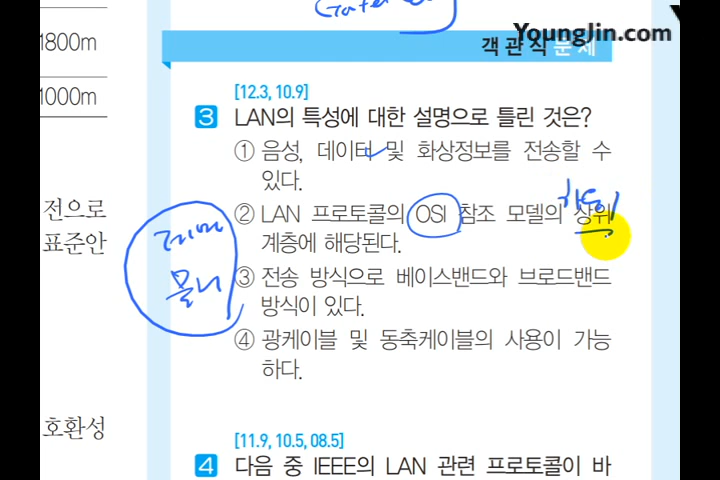 YoungJin.com
1800m
객관식 문제
1000m
[12.3, 10.9]
3 LAN의 특성에 대한 설명으로 틀린 것은?
① 음성, 데이터 및 화상정보를 전송할 수
있다.
하위
전으로
② LAN 프로토콜의 OSI 참조 모델의 상위
표준안
계층에 해당된다.
③ 전송 방식으로 베이스밴드와 브로드밴드
방식이 있다.
④ 광케이블 및 동축케이블의 사용이 가능
하다.
호환성
[11.9, 10.5, 08.5]
4 다음 중 IEEE의 LAN 관련 프로토콜이 바